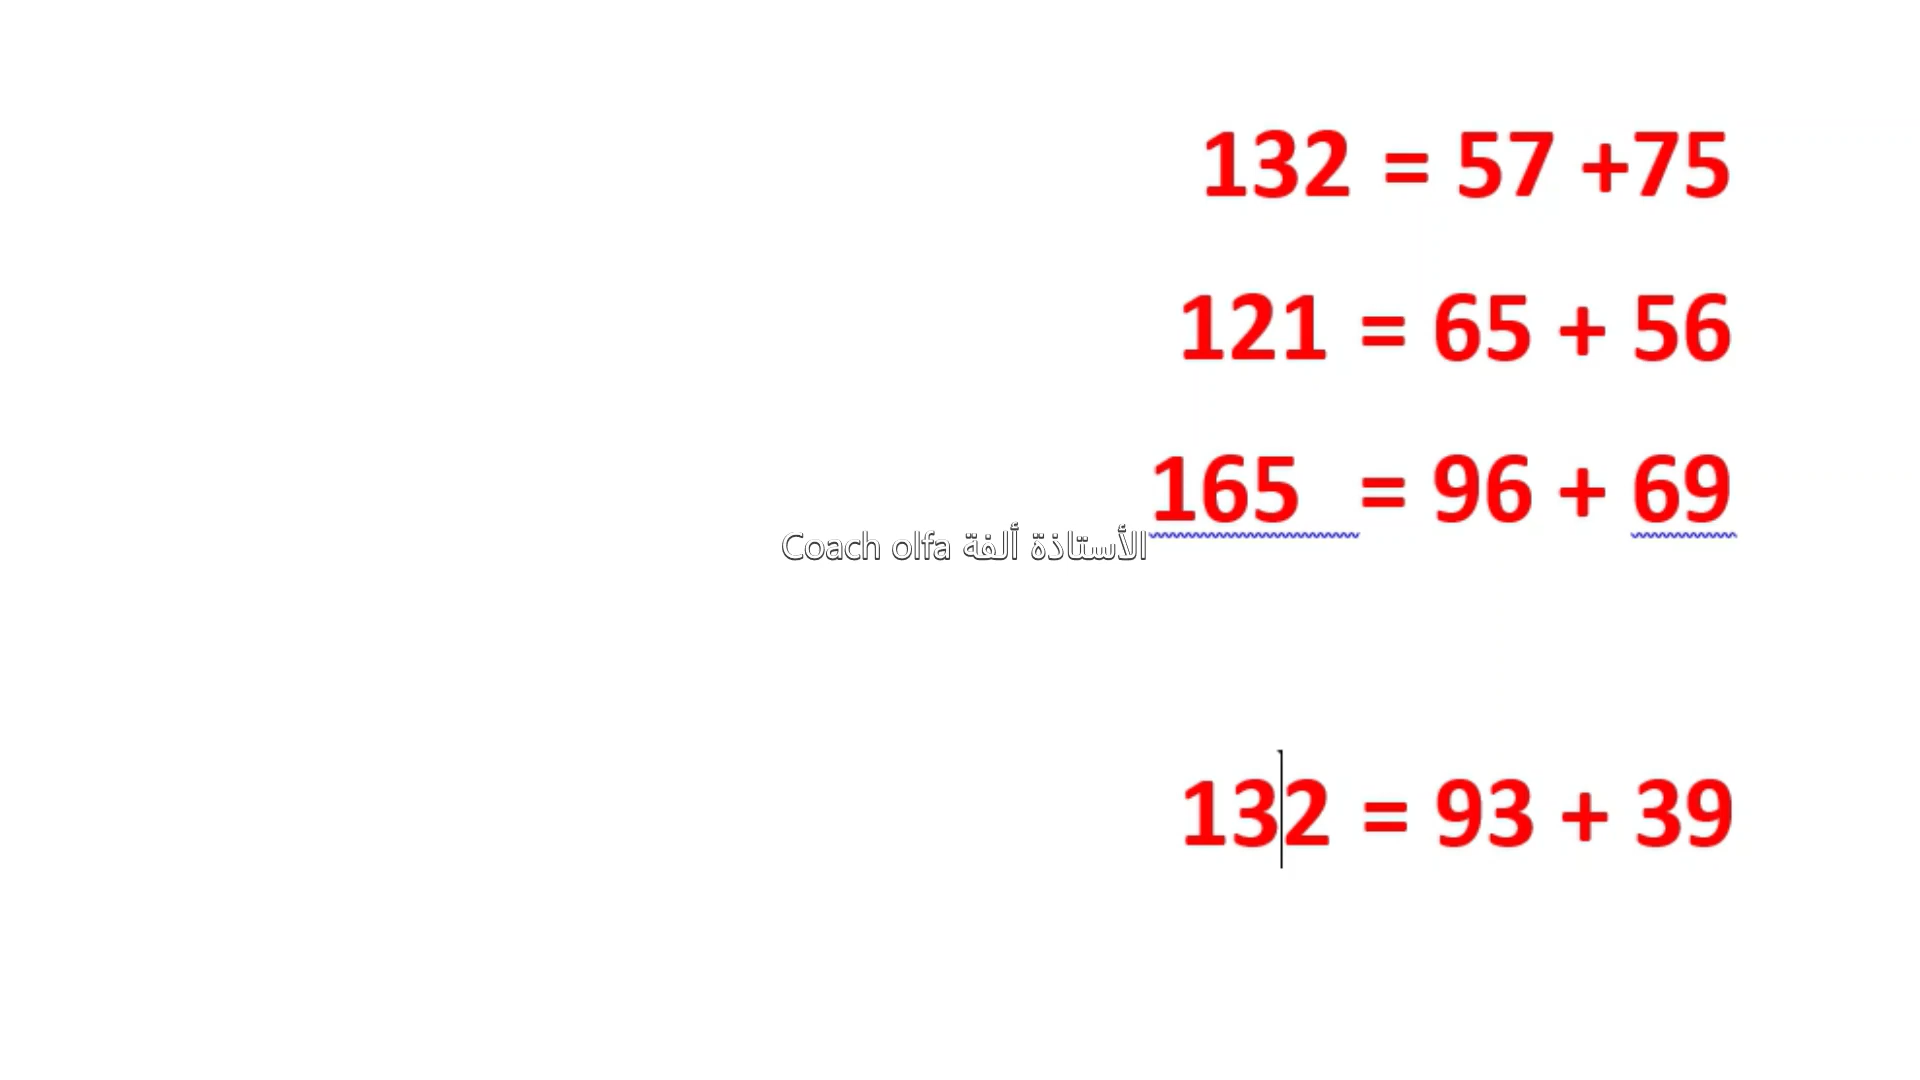 132 = 57 +75
121 = 65 + 56
165 = 96 + 69
Coach olfa الأستاذة ألفة
132 = 93 + 39